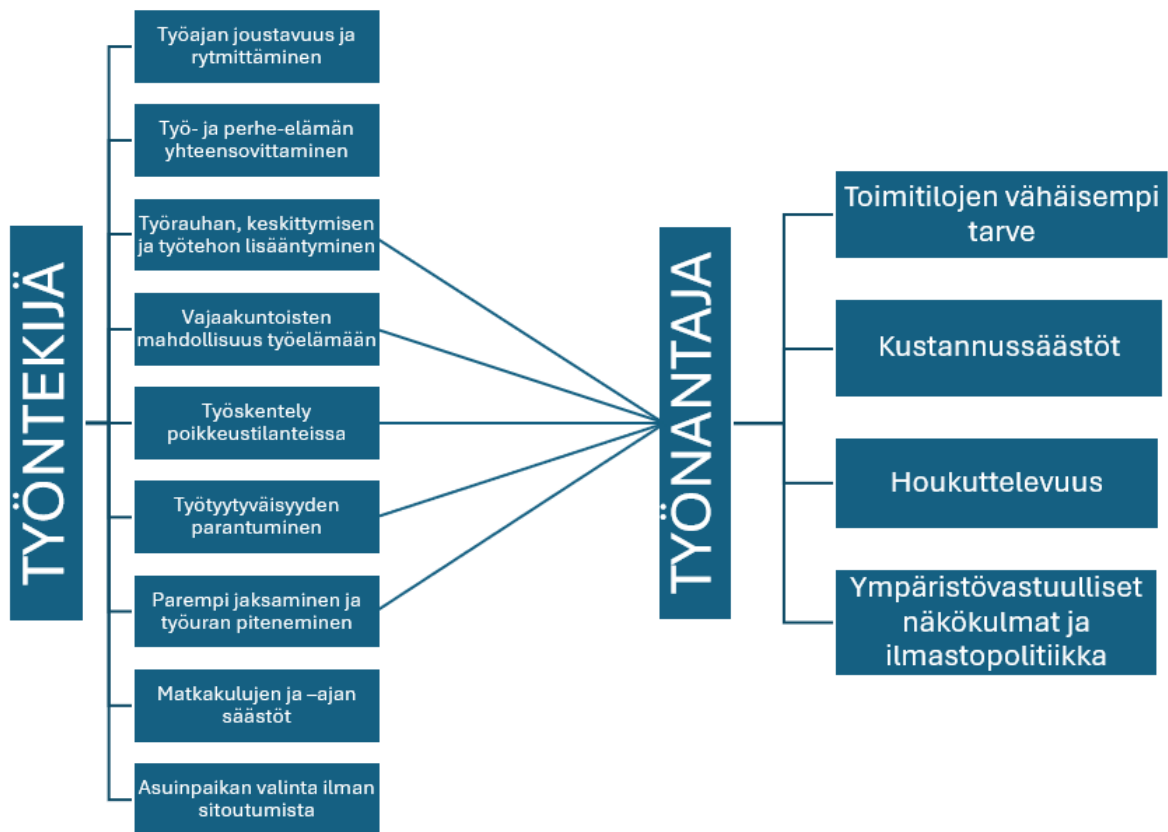 TYÖNTEKIJÄ
Työajan joustavuus ja
rytmittäminen
Työ- ja perhe-elämän
yhteensovittaminen
Työrauhan, keskittymisen
ja työtehon lisääntyminen
Vajaakuntoisten
mahdollisuus työelämään
Työskentely
poikkeustilanteissa
Työtyytyväisyyden
parantuminen
Parempi jaksaminen ja
työuran piteneminen
Matkakulujen ja –ajan
säästöt
Asuinpaikan valinta ilman
sitoutumista
TYÖNANTAJA
Toimitilojen vähäisempi
tarve
Kustannussäästöt
Houkuttelevuus
Ympäristövastuulliset
näkökulmat ja
ilmastopolitiikka